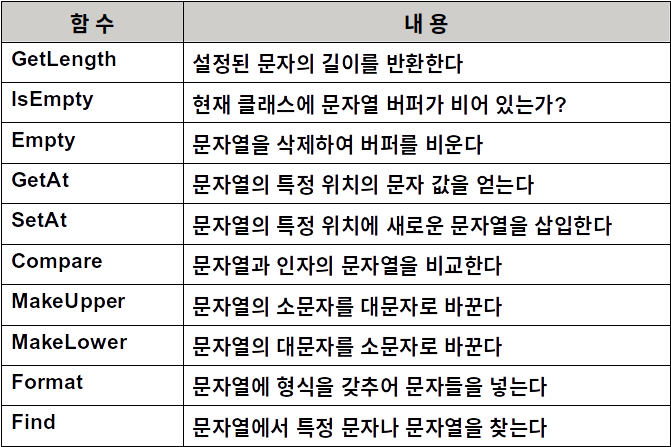 함 수 내 용
GetLength 설정된 문자의 길이를 반환한다
IsEmpty 현재 클래스에 문자열 버퍼가 비어 있는가?
Empty 문자열을 삭제하여 버퍼를 비운다
GetAt 문자열의 특정 위치의 문자 값을 얻는다
SetAt 문자열의 특정 위치에 새로운 문자열을 삽입한다
Compare 문자열과 인자의 문자열을 비교한다
MakeUpper 문자열의 소문자를 대문자로 바꾼다
MakeLower 문자열의 대문자를 소문자로 바꾼다
Format 문자열에 형식을 갖추어 문자들을 넣는다
Find 문자열에서 특정 문자나 문자열을 찾는다